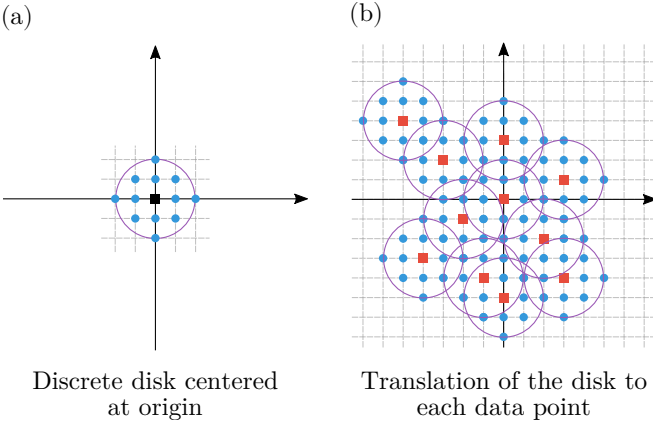 (a)
(b)
Discrete disk centered
at origin
Translation of the disk to
each data point